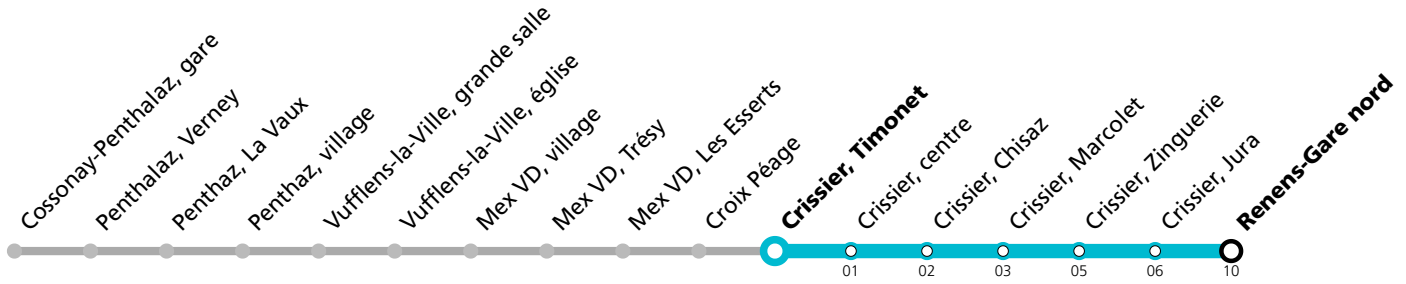 Cossonay-Penthalaz, gare
Penthalaz, Verney
Penthaz, La Vaux
Penthaz, village
Vufflens-la-Ville, grande salle
Vufflens-la-Ville, église
Mex VD, village
Mex VD, Trésy
Mex VD, Les Esserts
Croix Péage
Crissier, Timonet
Crissier, centre
Crissier, Chisaz
Crissier, Marcolet
Crissier, Zinguerie
Crissier, Jura
Renens-Gare nord
01
02
03
05
06
10